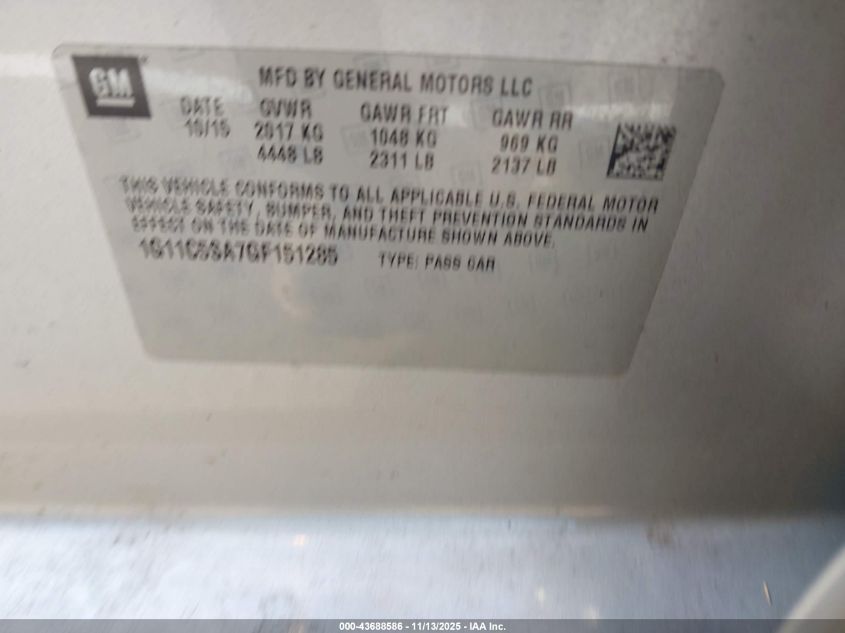 GM
MFD BY GENERAL MOTORS LLC
DATE GVWR GAWR FRT GAWR RR
10/15 2017 KG 1048 KG 969 KG
4448 LB 2311 LB 2137 LB
THIS VEHICLE CONFORMS TO ALL APPLICABLE U.S. FEDERAL MOTOR
VEHICLE SAFETY, BUMPER, AND THEFT PREVENTION STANDARDS IN
EFFECT ON THE DATE OF MANUFACTURE SHOWN ABOVE.
1G11C5SA7GF151285 TYPE: PASS CAR
000-43688586 - 11/13/2025 - IAA Inc.